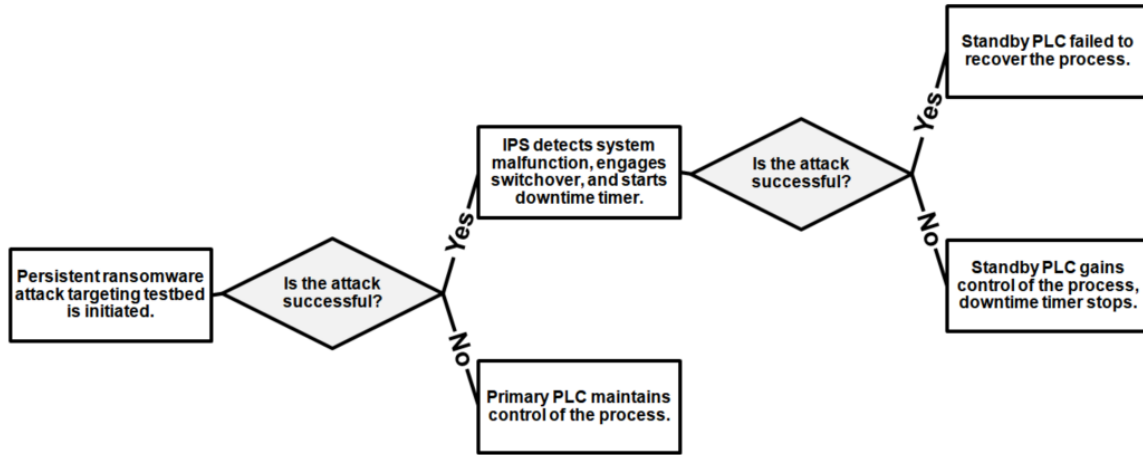 Persistent ransomware
attack targeting testbed
is initiated.
Is the attack
successful?
Yes
No
IPS detects system
malfunction, engages
switchover, and starts
downtime timer.
Primary PLC maintains
control of the process.
Is the attack
successful?
Yes
No
Standby PLC failed to
recover the process.
Standby PLC gains
control of the process,
downtime timer stops.